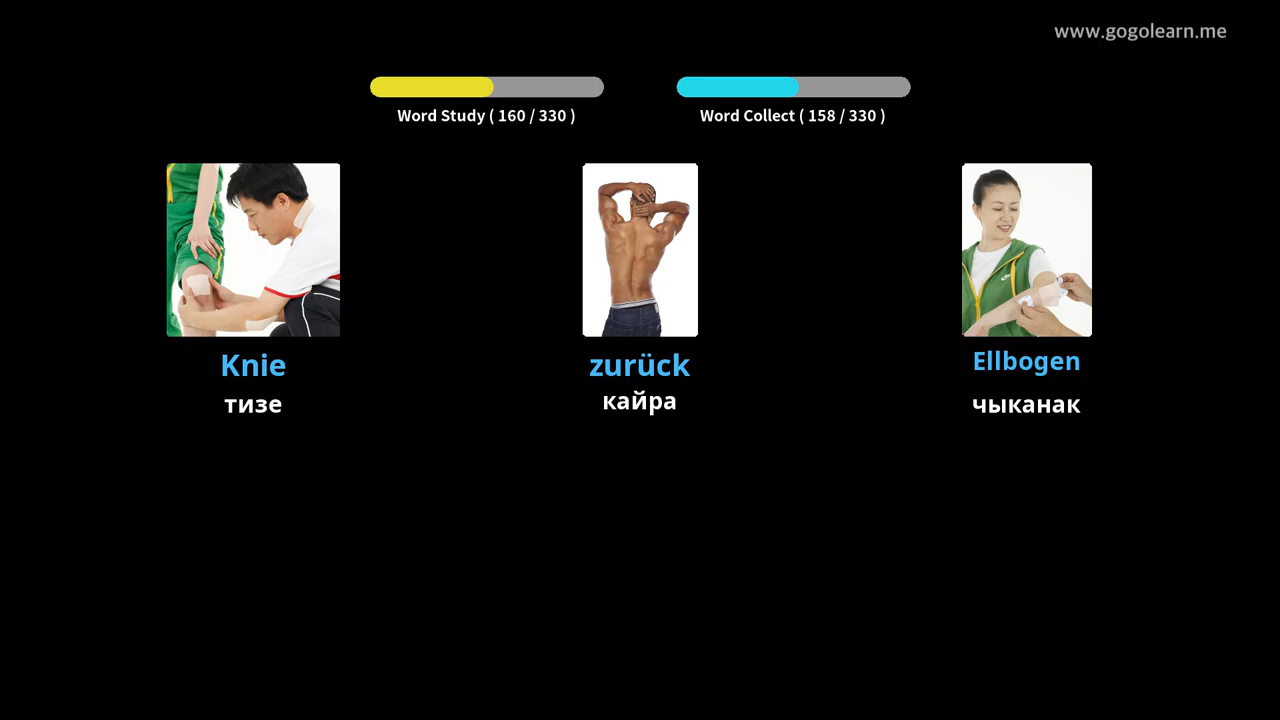 www.gogolearn.me
Word Study ( 160 / 330 )
Word Collect ( 158 / 330 )
Knie
zurück
Ellbogen
тизе
кайра
чыканак